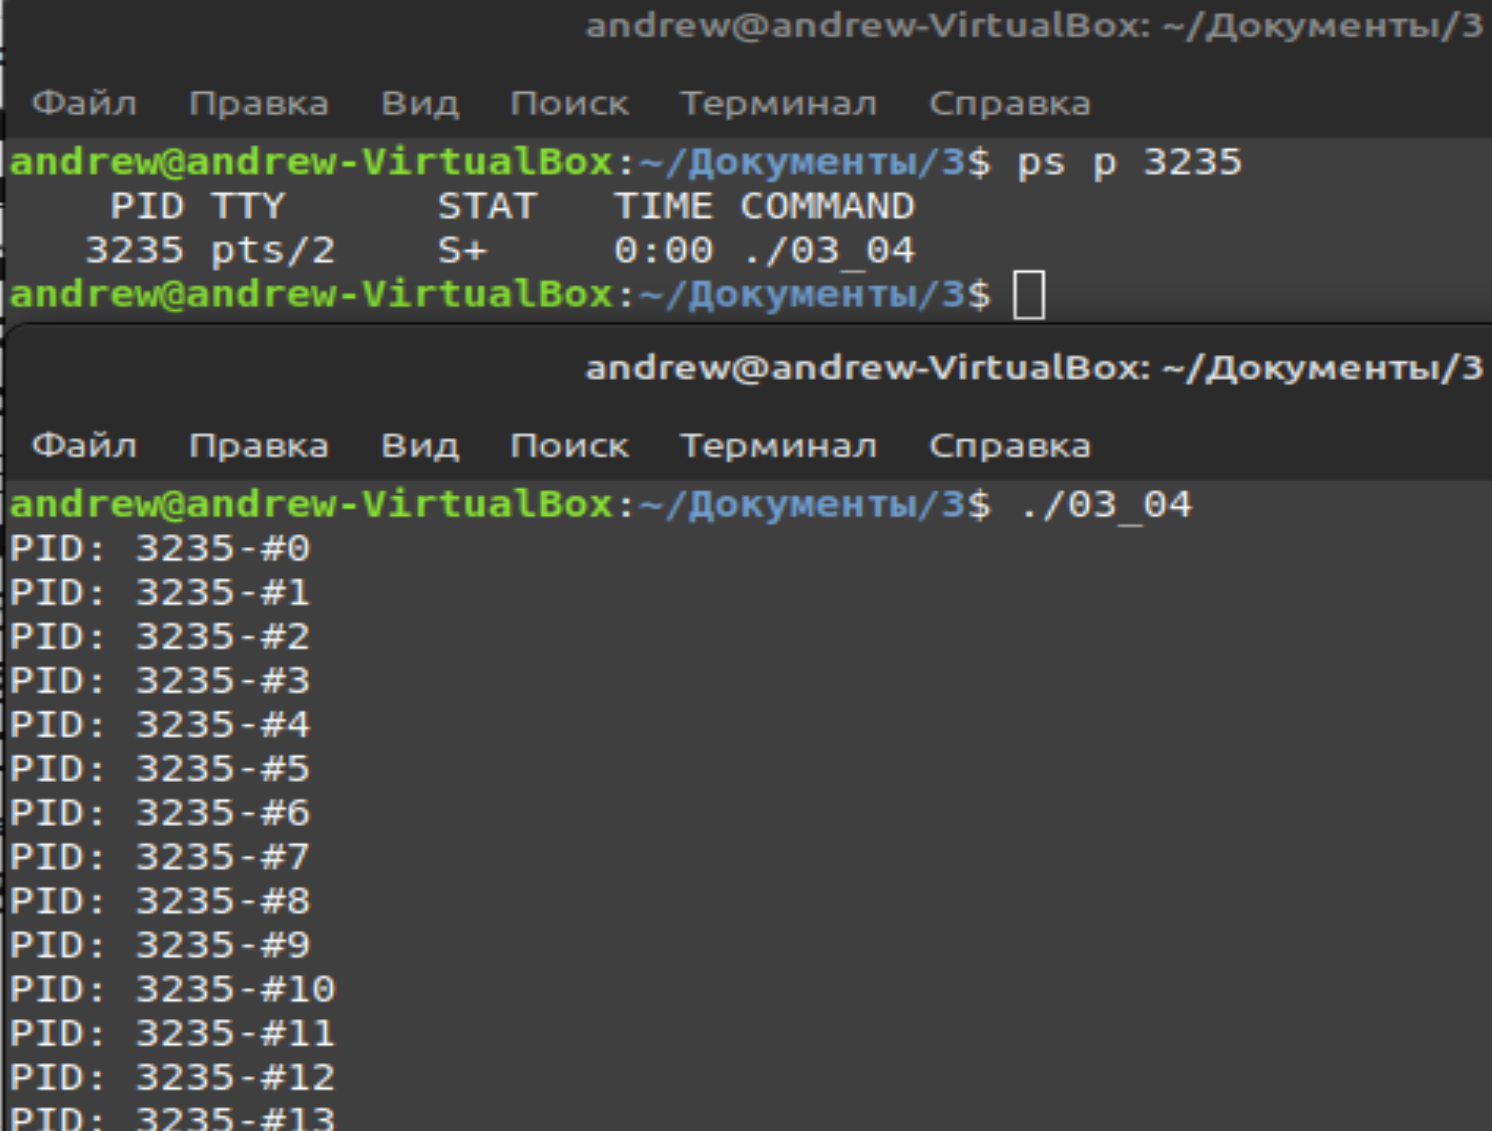 andrew@andrew-VirtualBox: ~/Документы/3
Файл Правка Вид Поиск Терминал Справка
andrew@andrew-VirtualBox:~/Документы/3$ ps p 3235
PID TTY STAT TIME COMMAND
3235 pts/2 S+ 0:00 ./03_04
andrew@andrew-VirtualBox:~/Документы/3$
andrew@andrew-VirtualBox: ~/Документы/3
Файл Правка Вид Поиск Терминал Справка
andrew@andrew-VirtualBox:~/Документы/3$ ./03_04
PID: 3235-#0
PID: 3235-#1
PID: 3235-#2
PID: 3235-#3
PID: 3235-#4
PID: 3235-#5
PID: 3235-#6
PID: 3235-#7
PID: 3235-#8
PID: 3235-#9
PID: 3235-#10
PID: 3235-#11
PID: 3235-#12
PID: 3235-#13